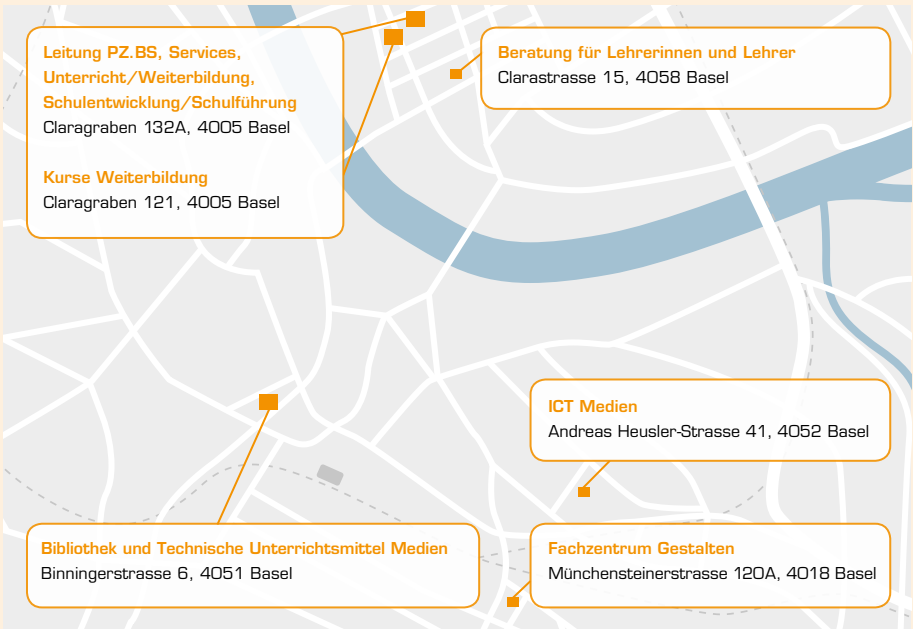 Leitung PZ.BS, Services,
Unterricht/Weiterbildung,
Schulentwicklung/Schulführung
Claragraben 132A, 4005 Basel
Kurse Weiterbildung
Claragraben 121, 4005 Basel
Beratung für Lehrerinnen und Lehrer
Clarastrasse 15, 4058 Basel
ICT Medien
Andreas Heusler-Strasse 41, 4052 Basel
Bibliothek und Technische Unterrichtsmittel Medien
Binningerstrasse 6, 4051 Basel
Fachzentrum Gestalten
Münchensteinerstrasse 120A, 4018 Basel